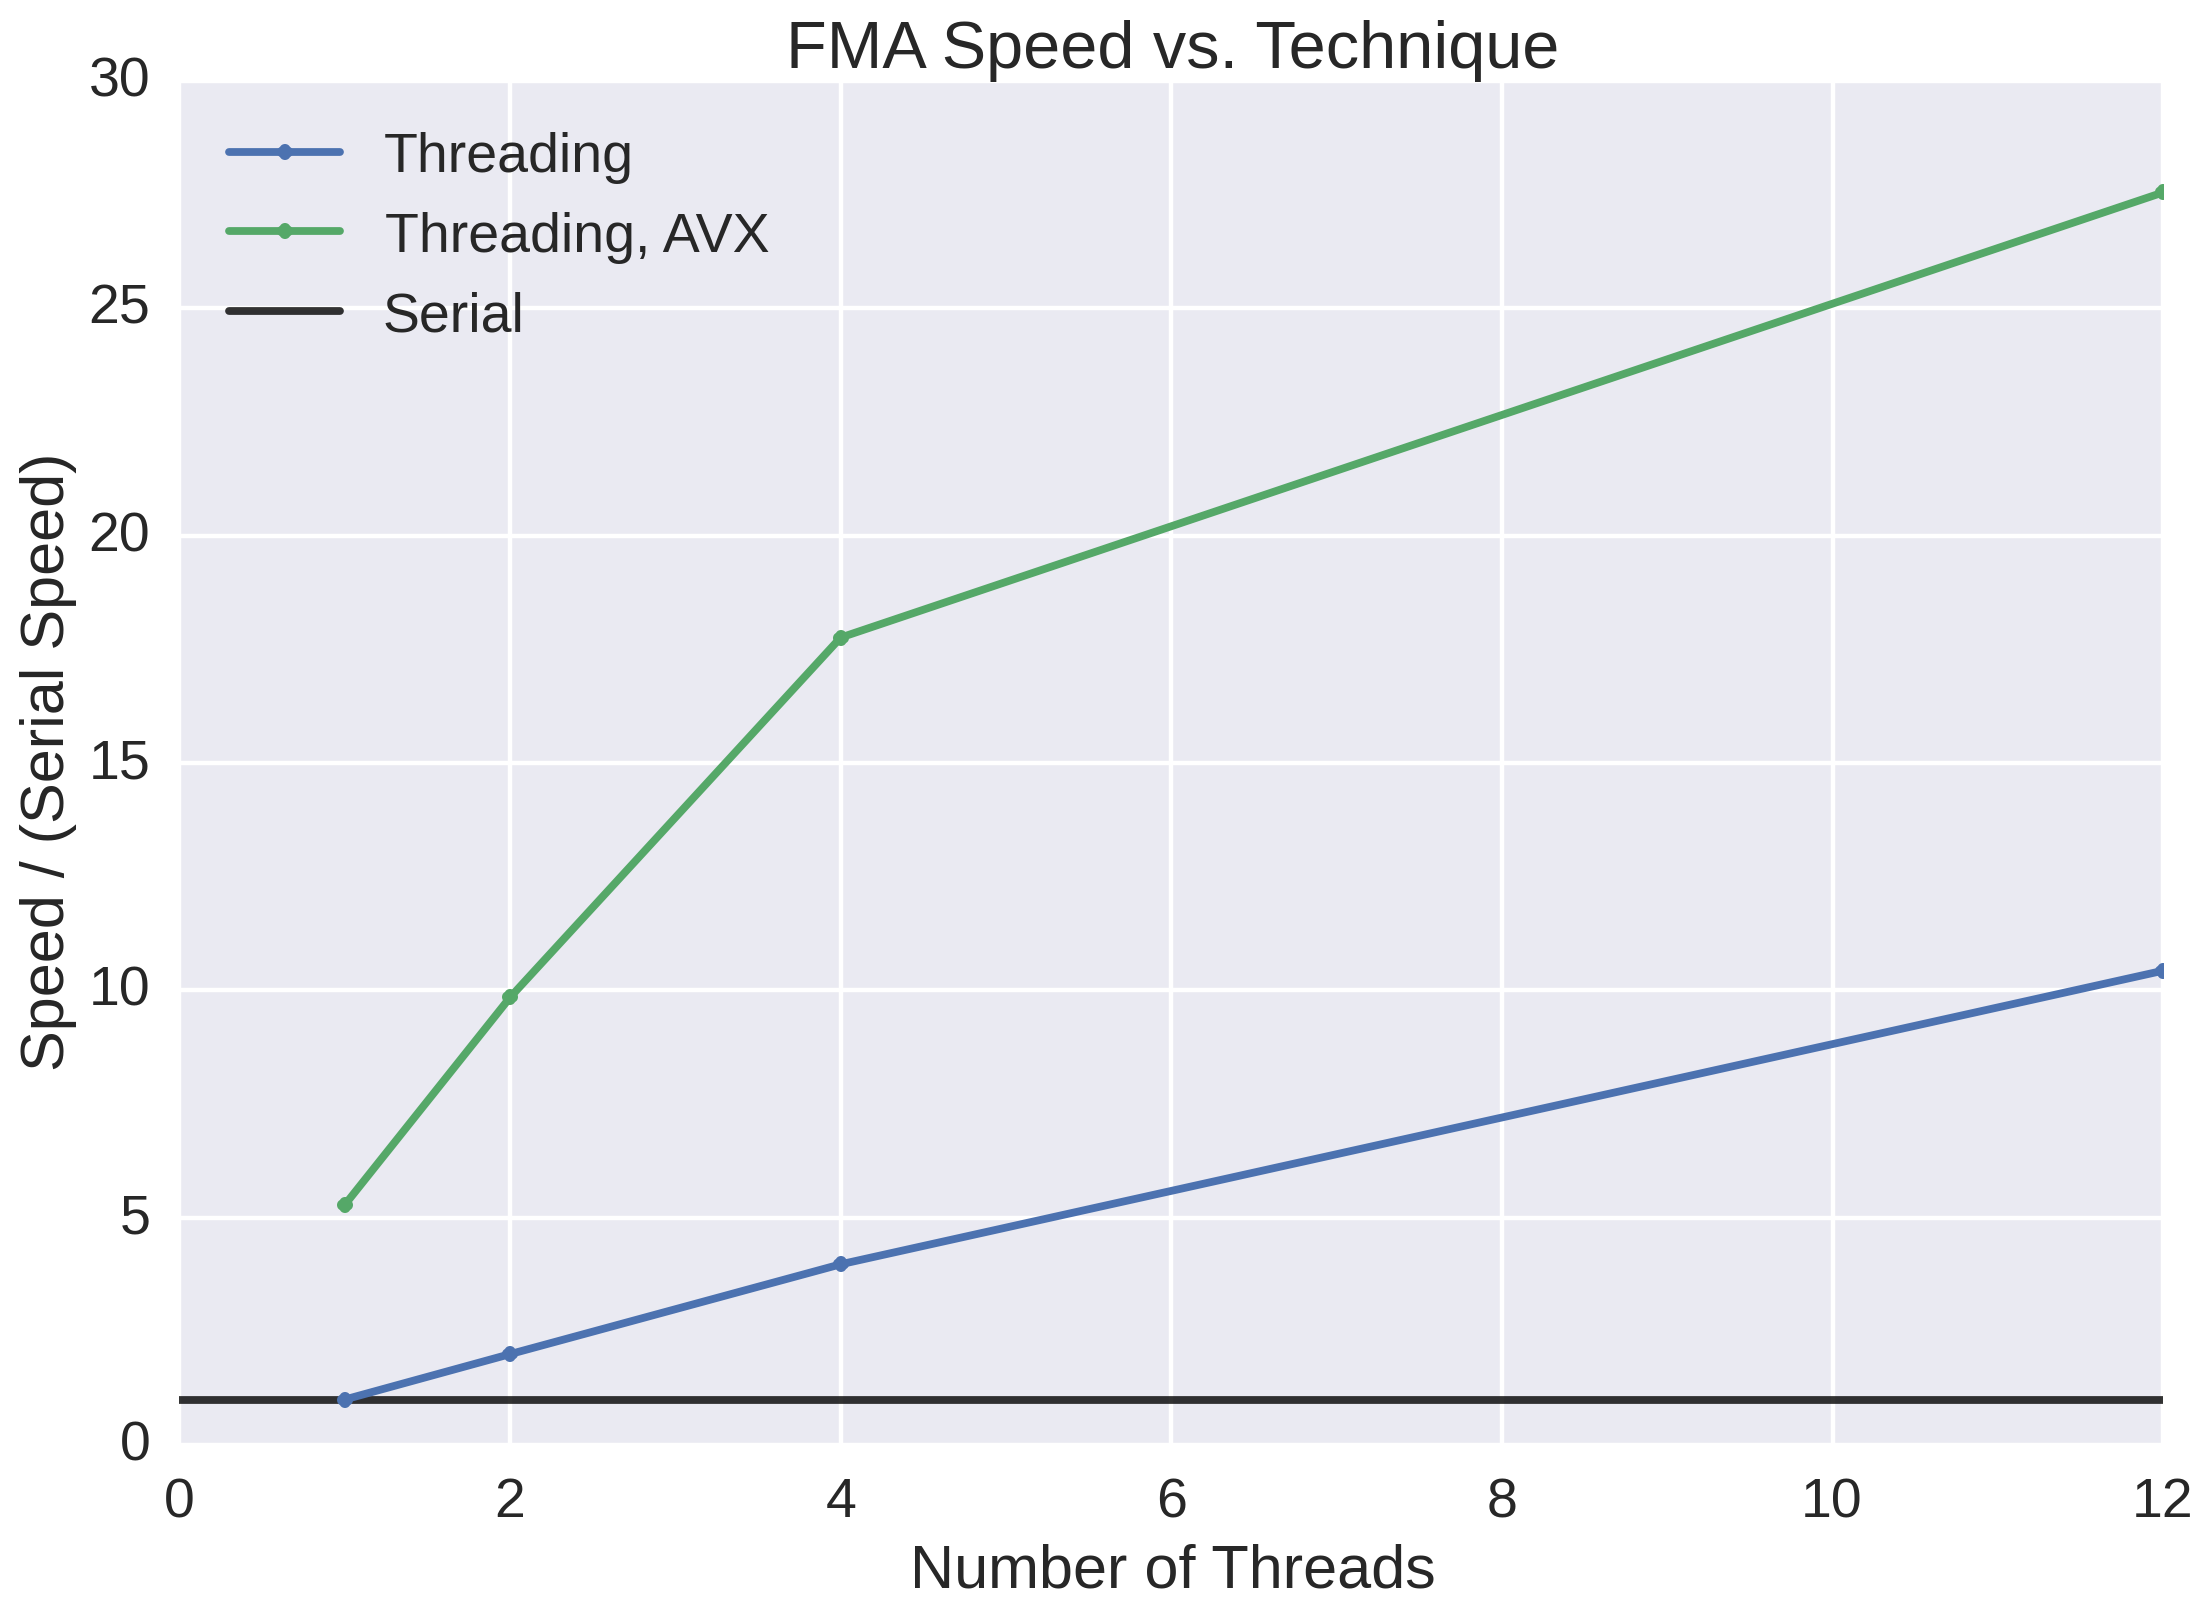 FMA Speed vs. Technique
Threading
Threading, AVX
Serial
Speed / (Serial Speed)
30
25
20
15
10
5
0
0 2 4 6 8 10 12
Number of Threads